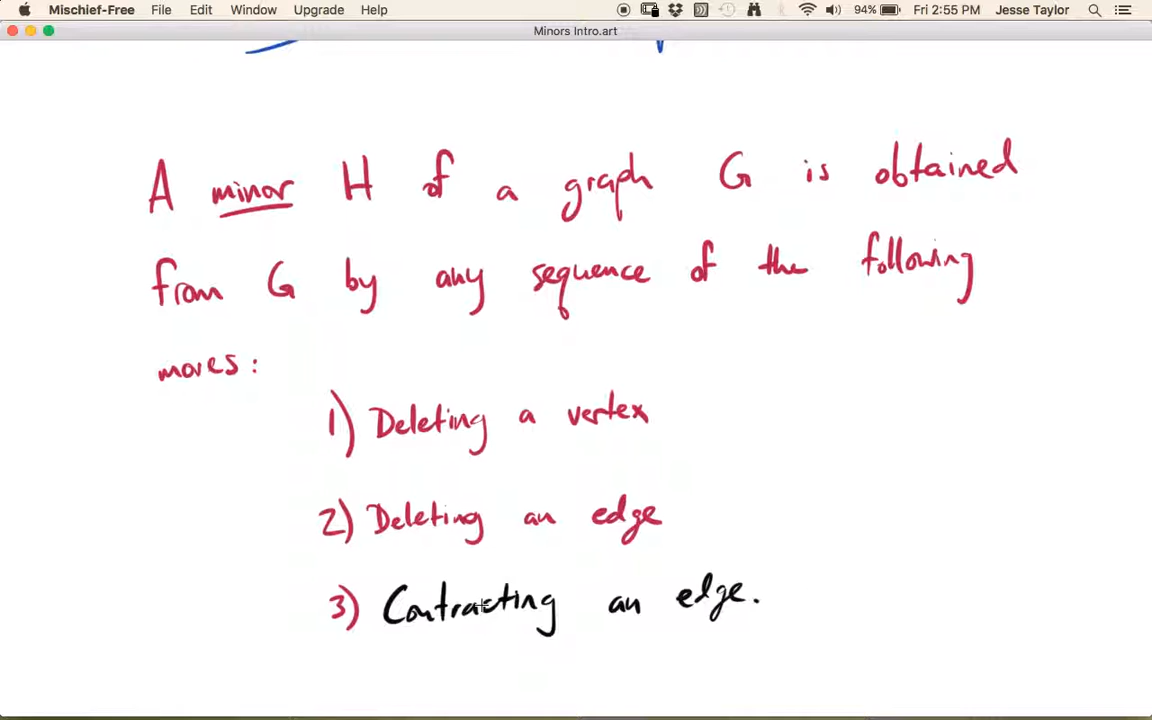 Mischief-Free File Edit Window Upgrade Help 94% Fri 2:55 PM Jesse Taylor
Minors Intro.art
A minor H of a graph G is obtained
from G by any sequence of the following
moves:
1) Deleting a vertex
2) Deleting an edge
3) Contracting an edge.